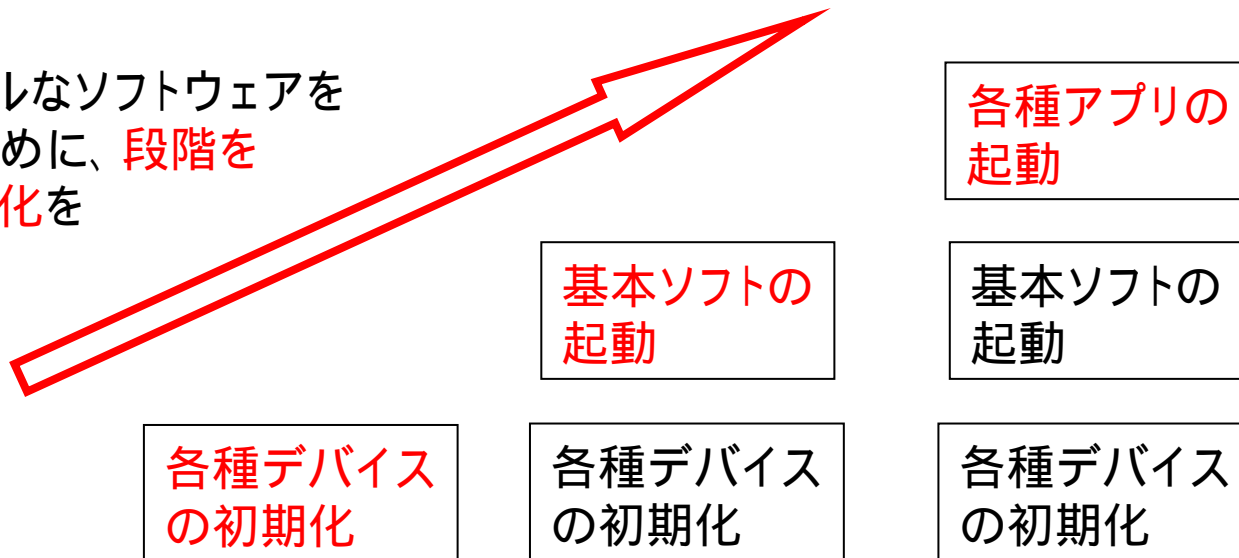 レなソフトウェアを
めに、段階を
化を
各種アプリの
起動
基本ソフトの
起動
基本ソフトの
起動
各種デバイス
の初期化
各種デバイス
の初期化
各種デバイス
の初期化